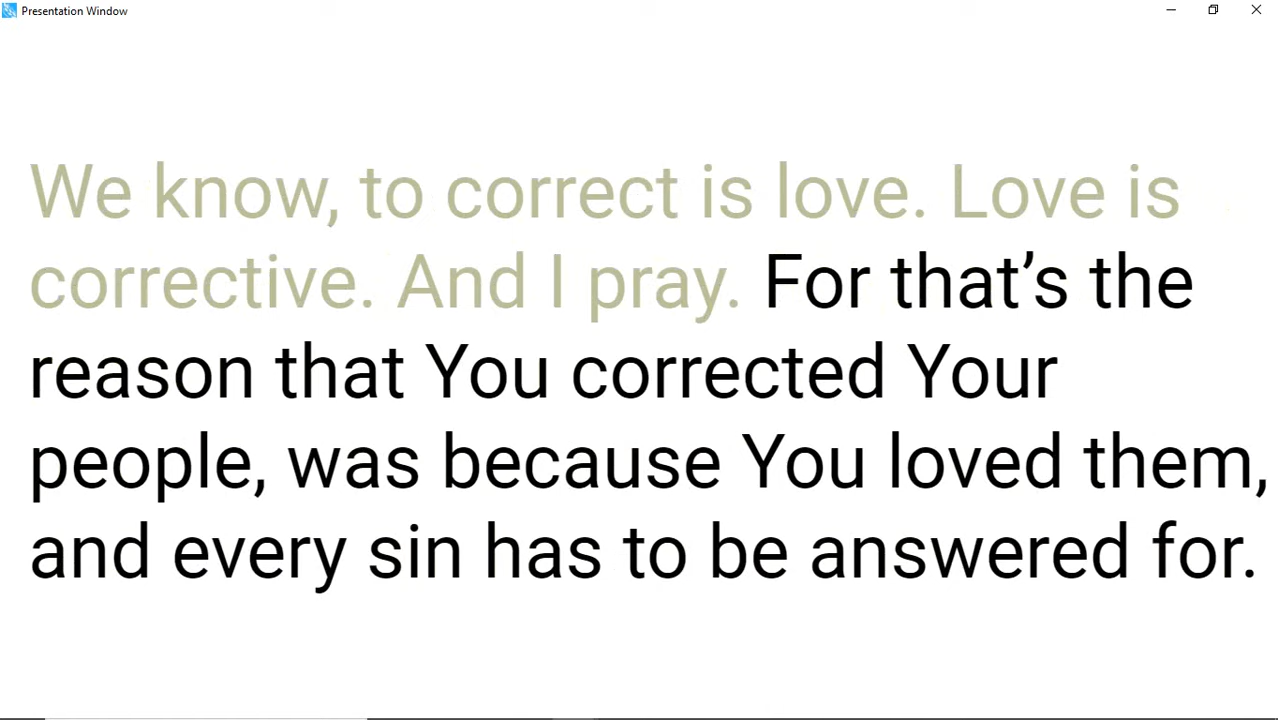 Presentation Window
We know, to correct is love. Love is
corrective. And I pray. For that’s the
reason that You corrected Your
people, was because You loved them,
and every sin has to be answered for.